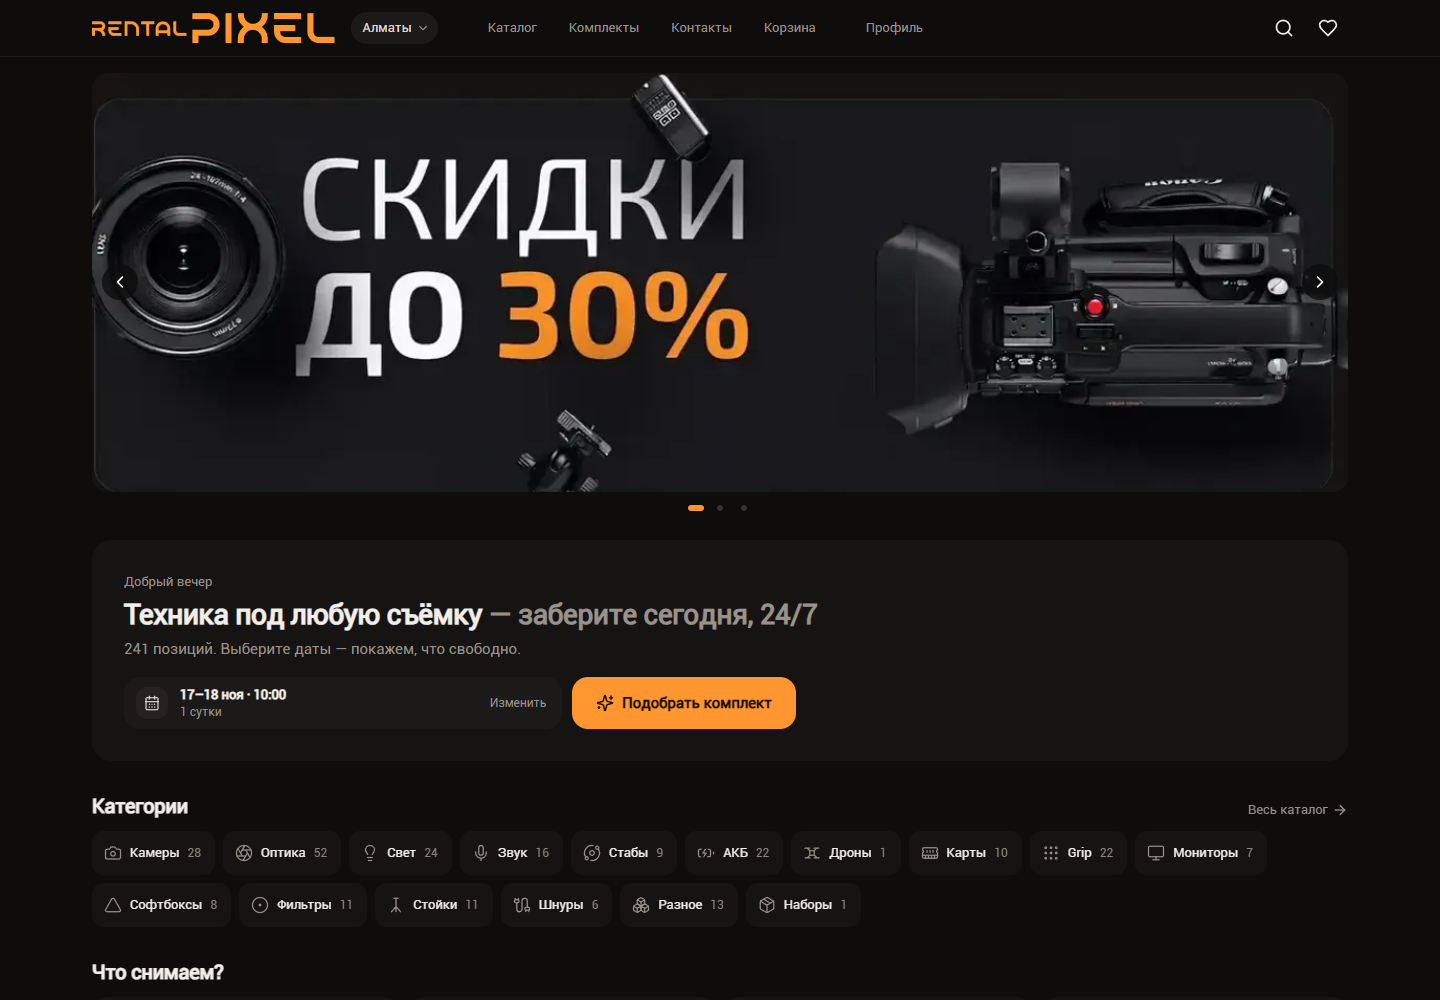 RENTAL PIXEL
Алматы
Каталог
Комплекты
Контакты
Корзина
Профиль
СКИДКИ
ДО 30%
Canon
Добрый вечер
Техника под любую съёмку — заберите сегодня, 24/7
241 позиций. Выберите даты — покажем, что свободно.
17–18 ноя · 10:00
1 сутки
Изменить
Подобрать комплект
Категории
Весь каталог
Камеры 28
Оптика 52
Свет 24
Звук 16
Стабы 9
АКБ 22
Дроны 1
Карты 10
Grip 22
Мониторы 7
Софтбоксы 8
Фильтры 11
Стойки 11
Шнуры 6
Разное 13
Наборы 1
Что снимаем?